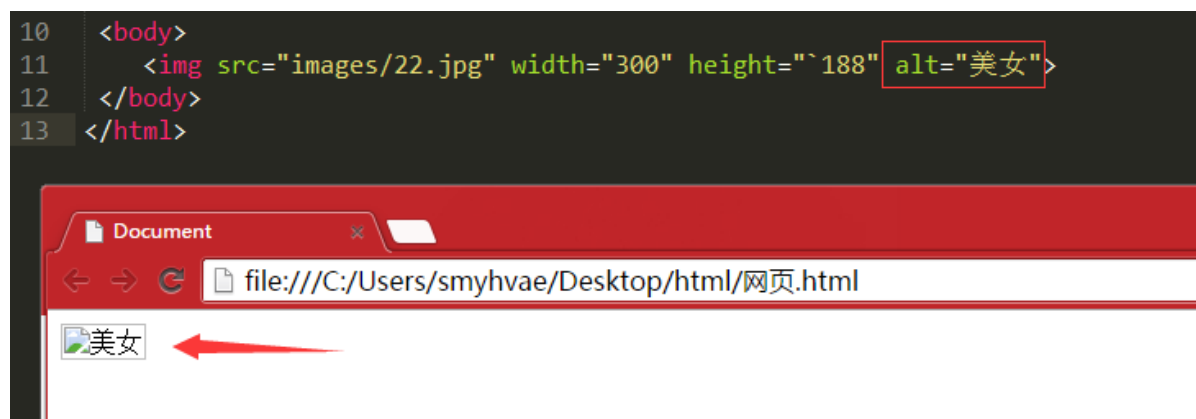 10 <body>
11 <img src="images/22.jpg" width="300" height="`188" alt="美女">
12 </body>
13 </html>
Document
file:///C:/Users/smyhvae/Desktop/html/网页.html
美女